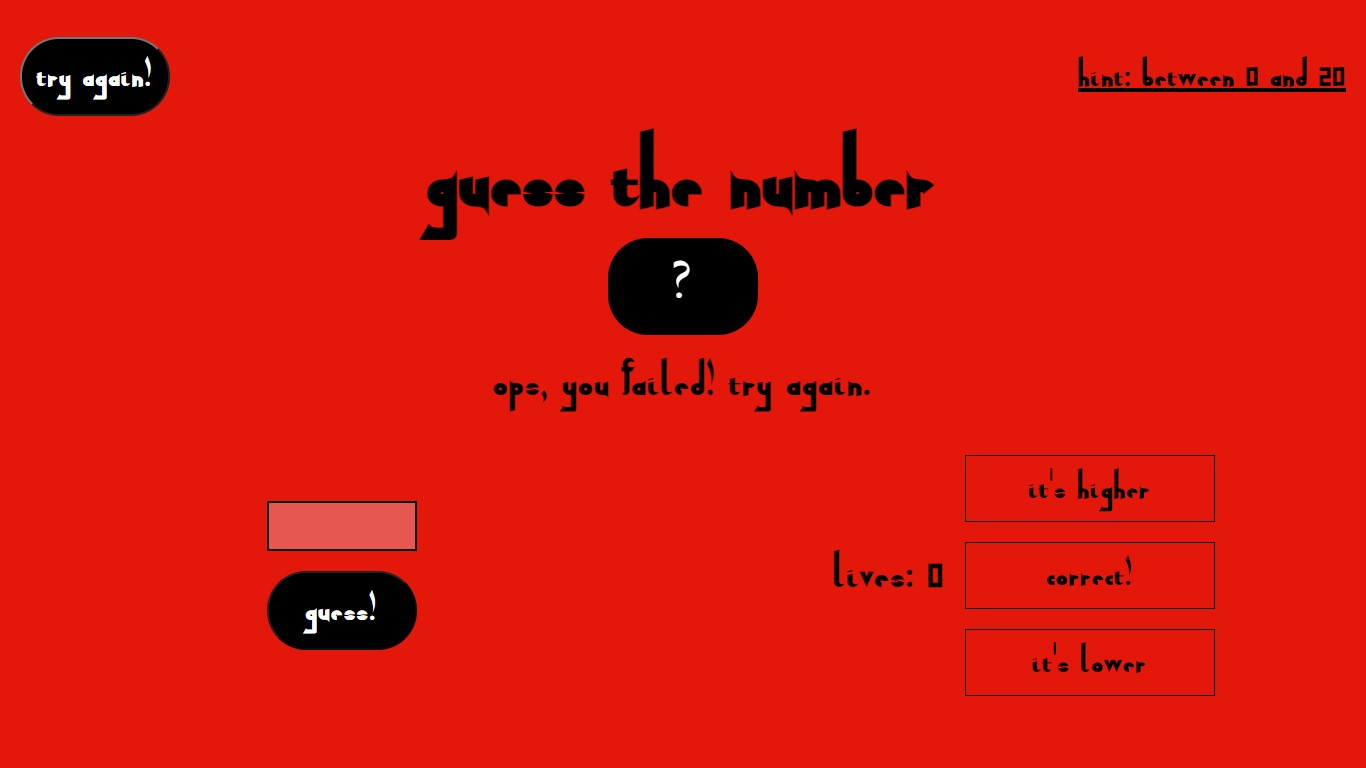 try again!
hint: between 0 and 20
guess the number
?
ops, you failed! try again.
guess!
lives: 0
it's higher
correct!
it's lower